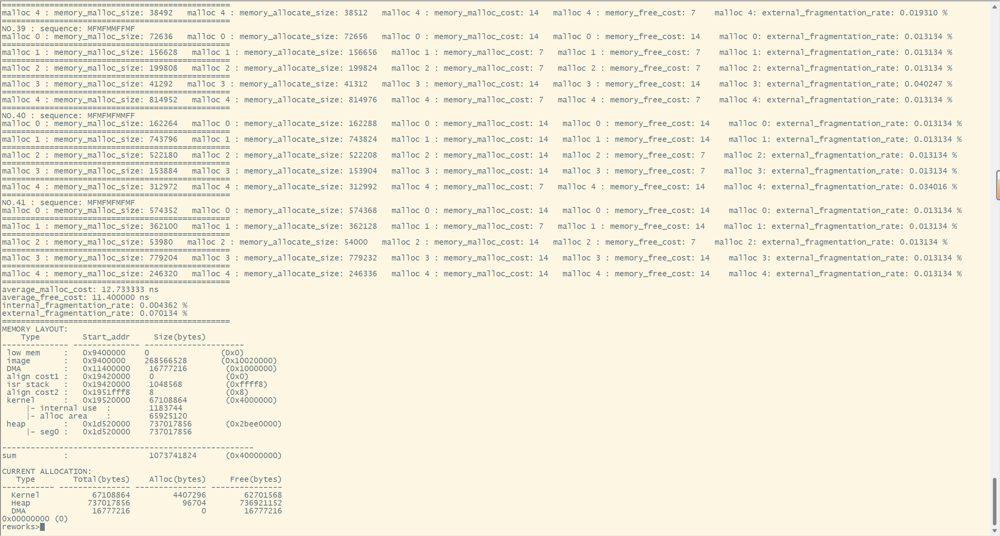 ================================================
malloc 4 : memory_malloc_size: 38492   malloc 4 : memory_allocate_size: 38512   malloc 4 : memory_malloc_cost: 14   malloc 4 : memory_free_cost: 7    malloc 4: external_fragmentation_rate: 0.019310 %
================================================
NO.39 : sequence: MFMFMMFFMF
malloc 0 : memory_malloc_size: 72636   malloc 0 : memory_allocate_size: 72656   malloc 0 : memory_malloc_cost: 14   malloc 0 : memory_free_cost: 14    malloc 0: external_fragmentation_rate: 0.013134 %
================================================
malloc 1 : memory_malloc_size: 156628   malloc 1 : memory_allocate_size: 156656   malloc 1 : memory_malloc_cost: 7   malloc 1 : memory_free_cost: 7    malloc 1: external_fragmentation_rate: 0.013134 %
================================================
malloc 2 : memory_malloc_size: 199808   malloc 2 : memory_allocate_size: 199824   malloc 2 : memory_malloc_cost: 7   malloc 2 : memory_free_cost: 7    malloc 2: external_fragmentation_rate: 0.013134 %
================================================
malloc 3 : memory_malloc_size: 41292   malloc 3 : memory_allocate_size: 41312   malloc 3 : memory_malloc_cost: 14   malloc 3 : memory_free_cost: 14    malloc 3: external_fragmentation_rate: 0.040247 %
================================================
malloc 4 : memory_malloc_size: 814952   malloc 4 : memory_allocate_size: 814976   malloc 4 : memory_malloc_cost: 7   malloc 4 : memory_free_cost: 7    malloc 4: external_fragmentation_rate: 0.013134 %
================================================
NO.40 : sequence: MFMFMFMMFF
malloc 0 : memory_malloc_size: 162264   malloc 0 : memory_allocate_size: 162288   malloc 0 : memory_malloc_cost: 14   malloc 0 : memory_free_cost: 14    malloc 0: external_fragmentation_rate: 0.013134 %
================================================
malloc 1 : memory_malloc_size: 743796   malloc 1 : memory_allocate_size: 743824   malloc 1 : memory_malloc_cost: 14   malloc 1 : memory_free_cost: 14    malloc 1: external_fragmentation_rate: 0.013134 %
================================================
malloc 2 : memory_malloc_size: 522180   malloc 2 : memory_allocate_size: 522208   malloc 2 : memory_malloc_cost: 14   malloc 2 : memory_free_cost: 7    malloc 2: external_fragmentation_rate: 0.013134 %
================================================
malloc 3 : memory_malloc_size: 153884   malloc 3 : memory_allocate_size: 153904   malloc 3 : memory_malloc_cost: 14   malloc 3 : memory_free_cost: 7    malloc 3: external_fragmentation_rate: 0.013134 %
================================================
malloc 4 : memory_malloc_size: 312972   malloc 4 : memory_allocate_size: 312992   malloc 4 : memory_malloc_cost: 7   malloc 4 : memory_free_cost: 14    malloc 4: external_fragmentation_rate: 0.034016 %
================================================
NO.41 : sequence: MFMFMFMFMF
malloc 0 : memory_malloc_size: 574352   malloc 0 : memory_allocate_size: 574368   malloc 0 : memory_malloc_cost: 14   malloc 0 : memory_free_cost: 14    malloc 0: external_fragmentation_rate: 0.013134 %
================================================
malloc 1 : memory_malloc_size: 362100   malloc 1 : memory_allocate_size: 362128   malloc 1 : memory_malloc_cost: 7   malloc 1 : memory_free_cost: 14    malloc 1: external_fragmentation_rate: 0.013134 %
================================================
malloc 2 : memory_malloc_size: 53980   malloc 2 : memory_allocate_size: 54000   malloc 2 : memory_malloc_cost: 14   malloc 2 : memory_free_cost: 7    malloc 2: external_fragmentation_rate: 0.013134 %
================================================
malloc 3 : memory_malloc_size: 779204   malloc 3 : memory_allocate_size: 779232   malloc 3 : memory_malloc_cost: 14   malloc 3 : memory_free_cost: 14    malloc 3: external_fragmentation_rate: 0.013134 %
================================================
malloc 4 : memory_malloc_size: 246320   malloc 4 : memory_allocate_size: 246336   malloc 4 : memory_malloc_cost: 14   malloc 4 : memory_free_cost: 14    malloc 4: external_fragmentation_rate: 0.013134 %
================================================
average_malloc_cost: 12.733333 ns
average_free_cost: 11.400000 ns
internal_fragmentation_rate: 0.004362 %
external_fragmentation_rate: 0.070134 %
================================================
MEMORY LAYOUT:
    Type         Start_addr     Size(bytes)
-------------- -------------- ---------------------
 low mem     :   0x9400000    0               (0x0)
 image       :   0x9400000    268566528       (0x10020000)
 DMA         :   0x11400000    16777216        (0x1000000)
 align cost1 :   0x19420000    0               (0x0)
 isr stack   :   0x19420000    1048568         (0xffff8)
 align cost2 :   0x1951fff8    8               (0x8)
 kernel      :   0x19520000    67108864        (0x4000000)
     |- internal use  :        1183744
     |- alloc area    :        65925120
 heap        :   0x1d520000    737017856       (0x2bee0000)
     |- seg0 :   0x1d520000    737017856
-----------------------------------------------------
sum          :                 1073741824      (0x40000000)
CURRENT ALLOCATION:
   Type        Total(bytes)    Alloc(bytes)     Free(bytes)
----------- --------------- --------------- ---------------
  Kernel           67108864         4407296        62701568
  Heap            737017856           96704       736921152
  DMA              16777216               0        16777216
0x00000000 (0)
reworks>